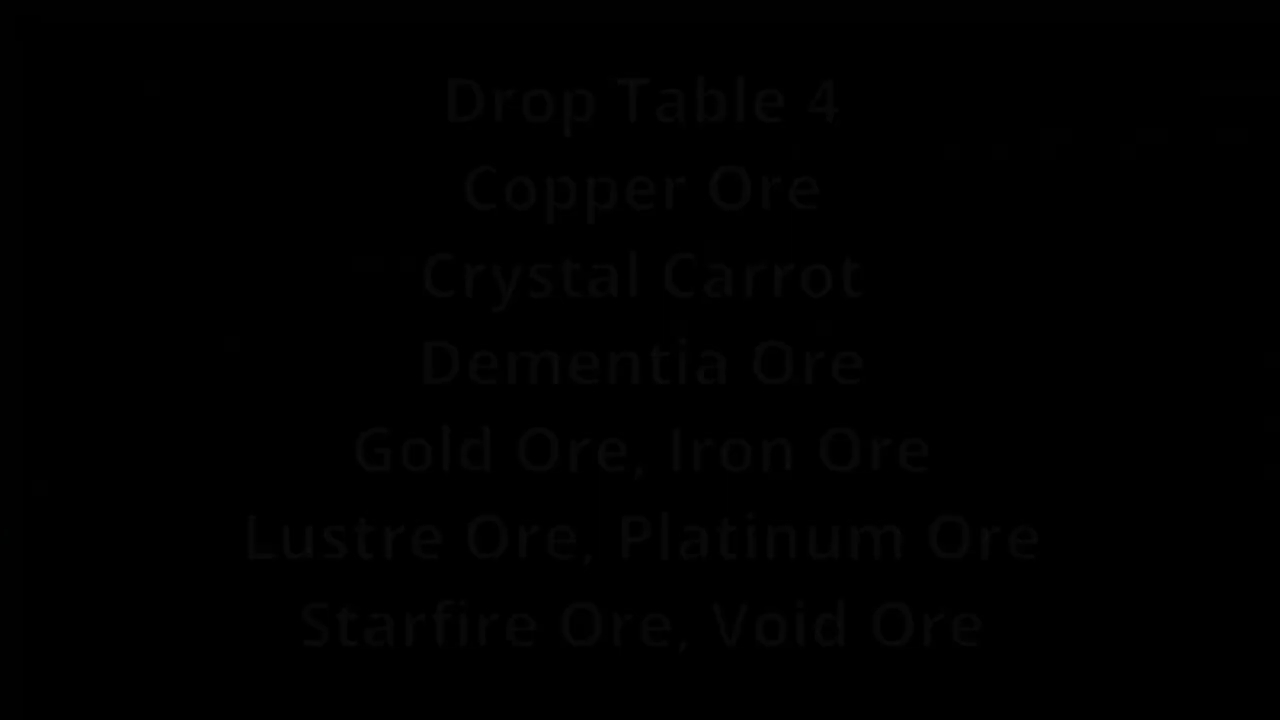 Drop Table 4
Copper Ore
Crystal Carrot
Dementia Ore
Gold Ore, Iron Ore
Lustre Ore, Platinum Ore
Starfire Ore, Void Ore